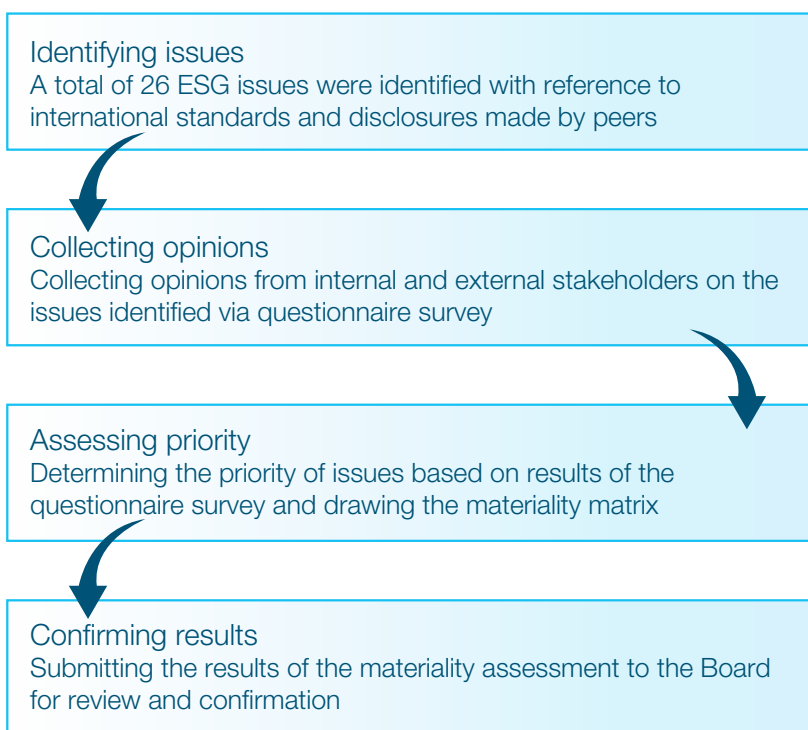 Identifying issues
A total of 26 ESG issues were identified with reference to
international standards and disclosures made by peers
Collecting opinions
Collecting opinions from internal and external stakeholders on the
issues identified via questionnaire survey
Assessing priority
Determining the priority of issues based on results of the
questionnaire survey and drawing the materiality matrix
Confirming results
Submitting the results of the materiality assessment to the Board
for review and confirmation